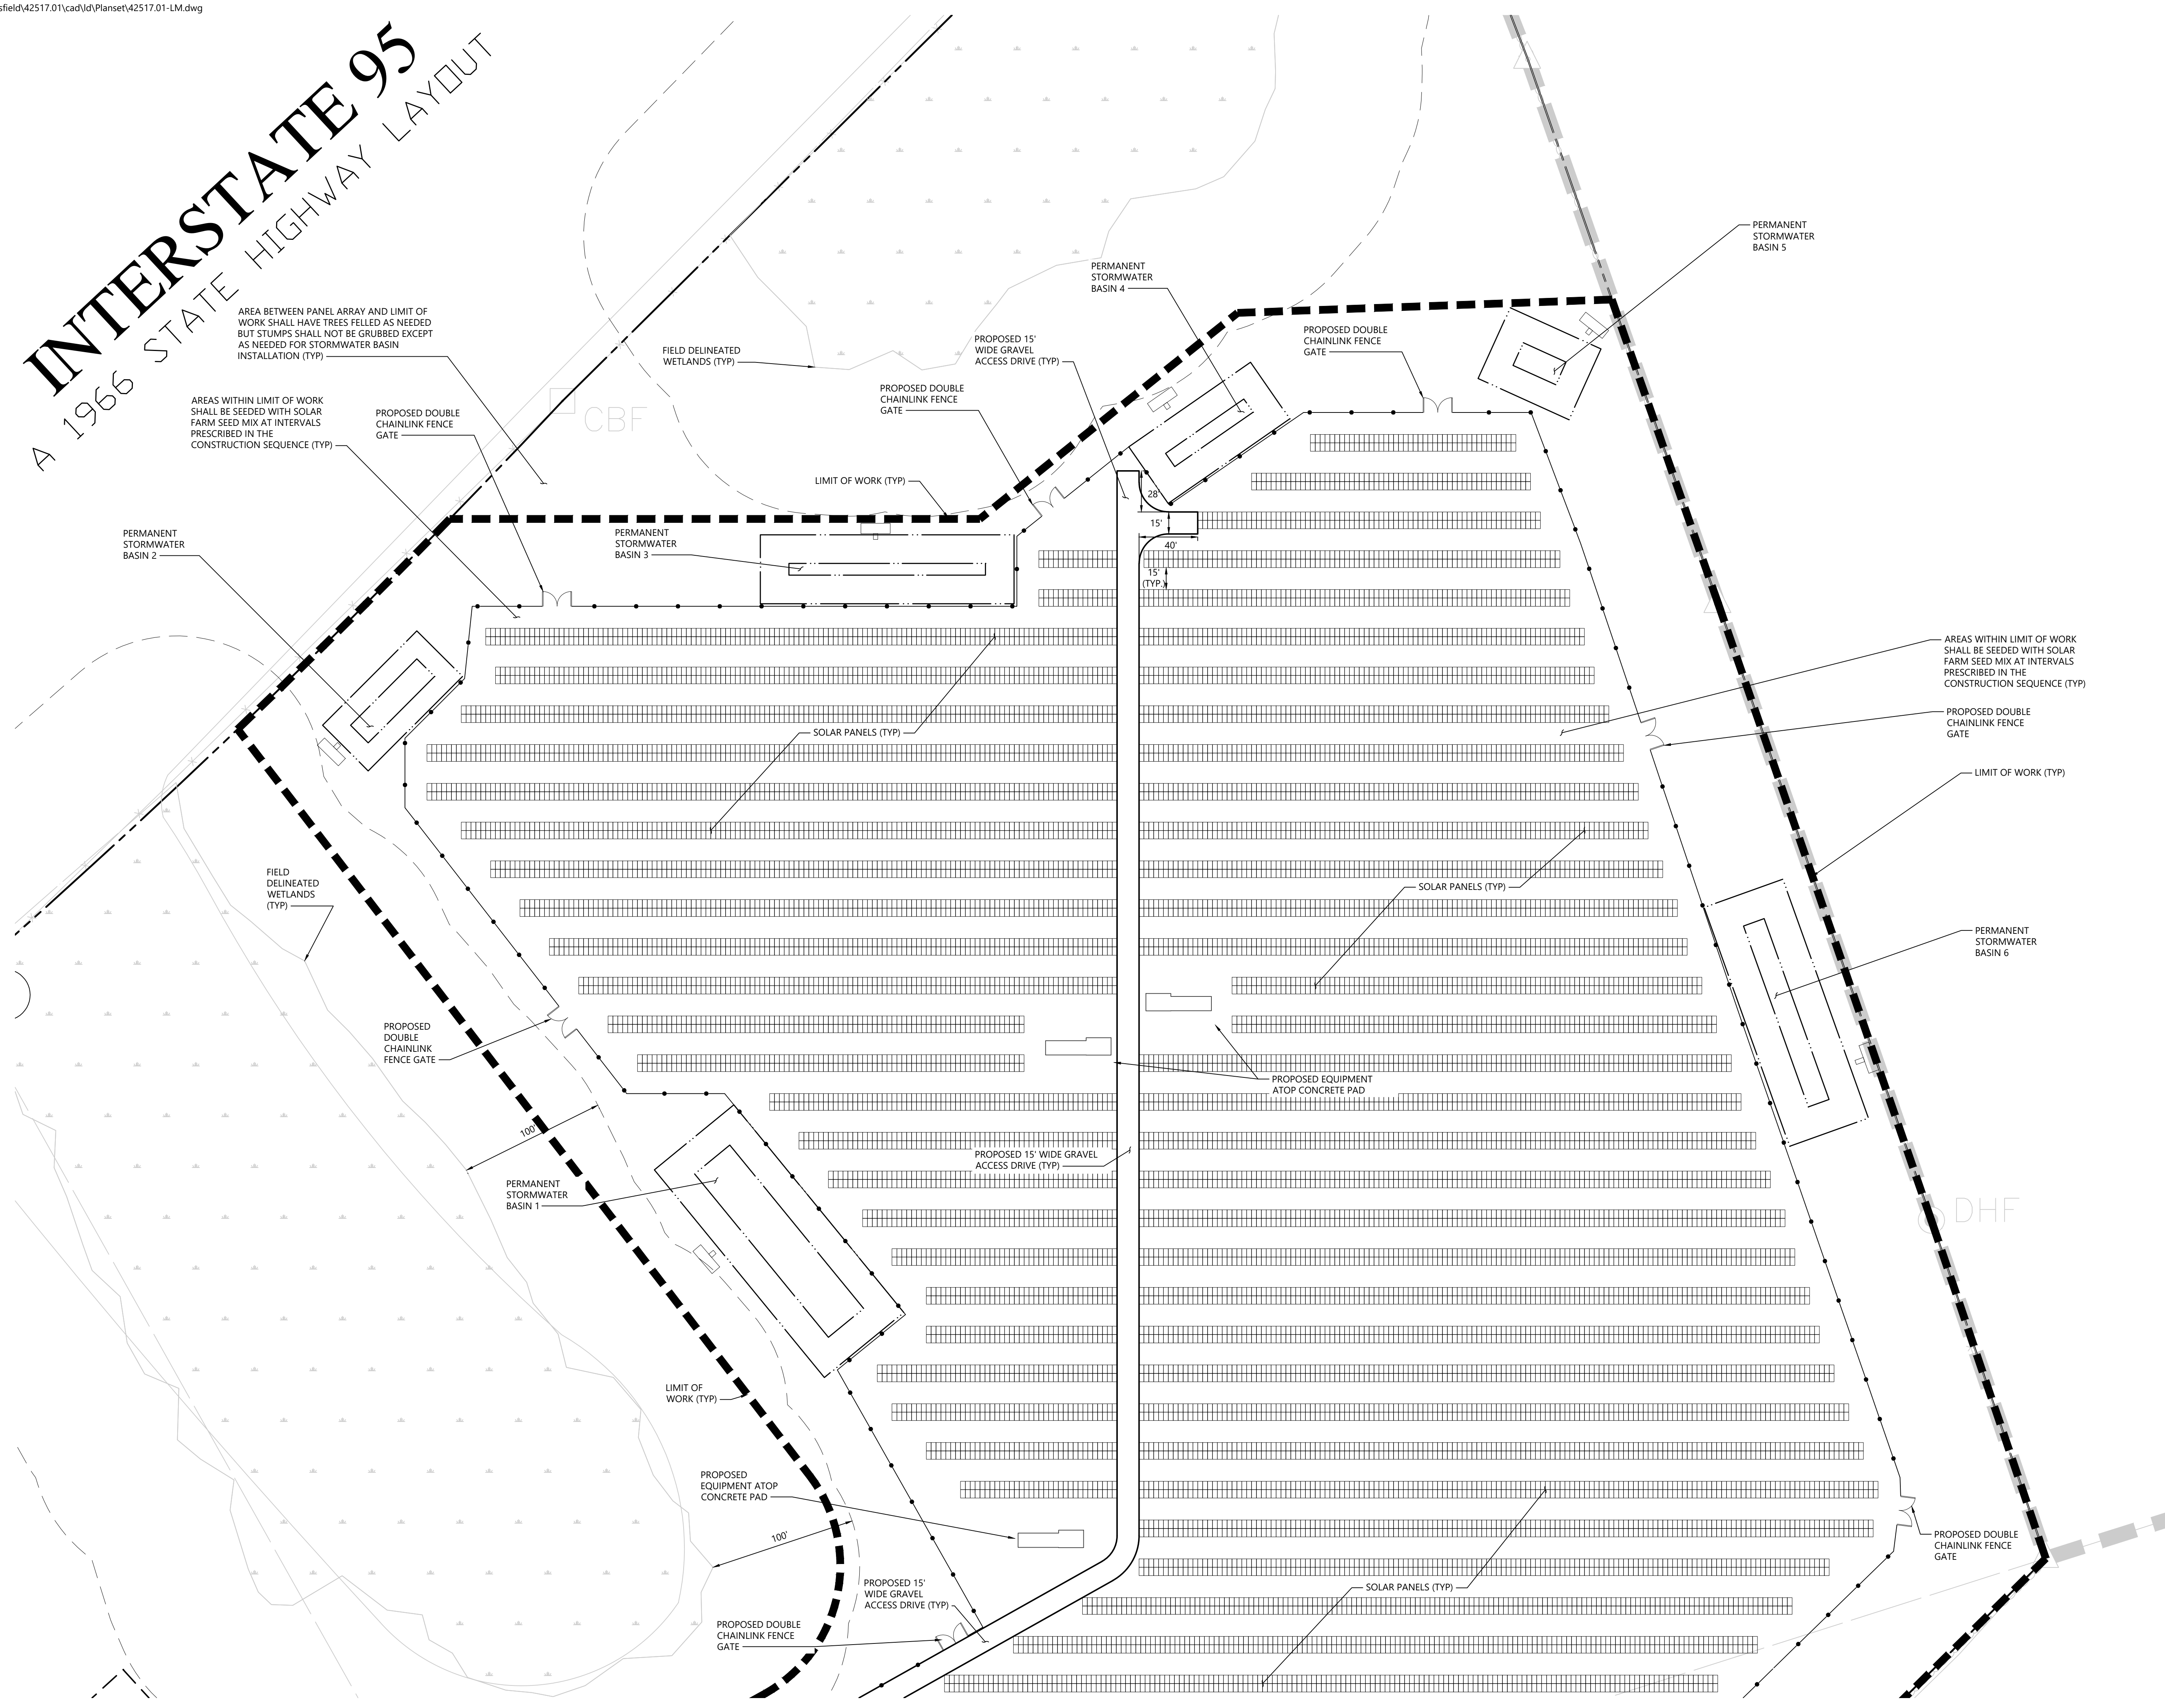 sfield\42517.01\cad\ld\Planset\42517.01-LM.dwg
INTERSTATE 95
A 1966 STATE HIGHWAY LAYOUT
PERMANENT
STORMWATER
BASIN 5
PERMANENT
STORMWATER
BASIN 4
AREA BETWEEN PANEL ARRAY AND LIMIT OF
WORK SHALL HAVE TREES FELLED AS NEEDED
BUT STUMPS SHALL NOT BE GRUBBED EXCEPT
AS NEEDED FOR STORMWATER BASIN
INSTALLATION (TYP)
FIELD DELINEATED
WETLANDS (TYP)
PROPOSED 15'
WIDE GRAVEL
ACCESS DRIVE (TYP)
PROPOSED DOUBLE
CHAINLINK FENCE
GATE
PROPOSED DOUBLE
CHAINLINK FENCE
GATE
AREAS WITHIN LIMIT OF WORK
SHALL BE SEEDED WITH SOLAR
FARM SEED MIX AT INTERVALS
PRESCRIBED IN THE
CONSTRUCTION SEQUENCE (TYP)
PROPOSED DOUBLE
CHAINLINK FENCE
GATE
CBF
LIMIT OF WORK (TYP)
28'
15'
40'
15'
(TYP.)
PERMANENT
STORMWATER
BASIN 2
PERMANENT
STORMWATER
BASIN 3
AREAS WITHIN LIMIT OF WORK
SHALL BE SEEDED WITH SOLAR
FARM SEED MIX AT INTERVALS
PRESCRIBED IN THE
CONSTRUCTION SEQUENCE (TYP)
PROPOSED DOUBLE
CHAINLINK FENCE
GATE
SOLAR PANELS (TYP)
LIMIT OF WORK (TYP)
FIELD
DELINEATED
WETLANDS
(TYP)
SOLAR PANELS (TYP)
PERMANENT
STORMWATER
BASIN 6
PROPOSED
DOUBLE
CHAINLINK
FENCE GATE
PROPOSED EQUIPMENT
ATOP CONCRETE PAD
100'
PROPOSED 15' WIDE GRAVEL
ACCESS DRIVE (TYP)
PERMANENT
STORMWATER
BASIN 1
DHF
LIMIT OF
WORK (TYP)
PROPOSED
EQUIPMENT ATOP
CONCRETE PAD
100'
PROPOSED DOUBLE
CHAINLINK FENCE
GATE
PROPOSED 15'
WIDE GRAVEL
ACCESS DRIVE (TYP)
SOLAR PANELS (TYP)
PROPOSED DOUBLE
CHAINLINK FENCE
GATE